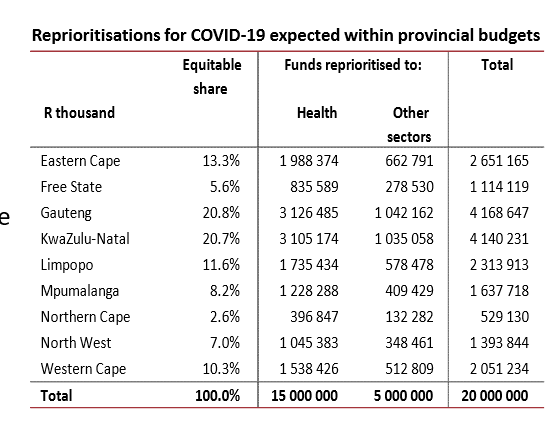 Reprioritisations for COVID-19 expected within provincial budgets
Equitable share Funds reprioritised to: Total
R thousand Health Other sectors
Eastern Cape 13.3% 1 988 374 662 791 2 651 165
Free State 5.6% 835 589 278 530 1 114 119
e
Gauteng 20.8% 3 126 485 1 042 162 4 168 647
KwaZulu-Natal 20.7% 3 105 174 1 035 058 4 140 231
Limpopo 11.6% 1 735 434 578 478 2 313 913
Mpumalanga 8.2% 1 228 288 409 429 1 637 718
Northern Cape 2.6% 396 847 132 282 529 130
North West 7.0% 1 045 383 348 461 1 393 844
Western Cape 10.3% 1 538 426 512 809 2 051 234
Total 100.0% 15 000 000 5 000 000 20 000 000